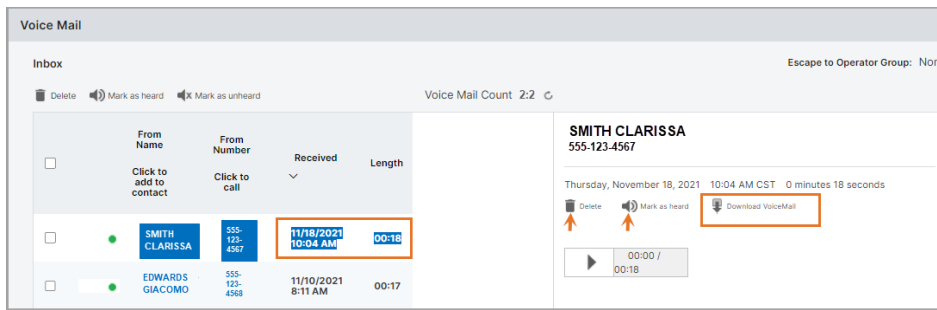 Voice Mail
Inbox
Escape to Operator Group:
Delete Mark as heard Mark as unheard
Voice Mail Count 2:2
From
Name
Click to
add to
contact
From
Number
Click to
call
Received
Length
SMITH
CLARISSA
555-
123-
4567
11/18/2021
10:04 AM
00:18
EDWARDS
GIACOMO
555-
123-
4568
11/10/2021
8:11 AM
00:17
SMITH CLARISSA
555-123-4567
Thursday, November 18, 2021 10:04 AM CST 0 minutes 18 seconds
Delete Mark as heard Download VoiceMail
00:00 /
00:18